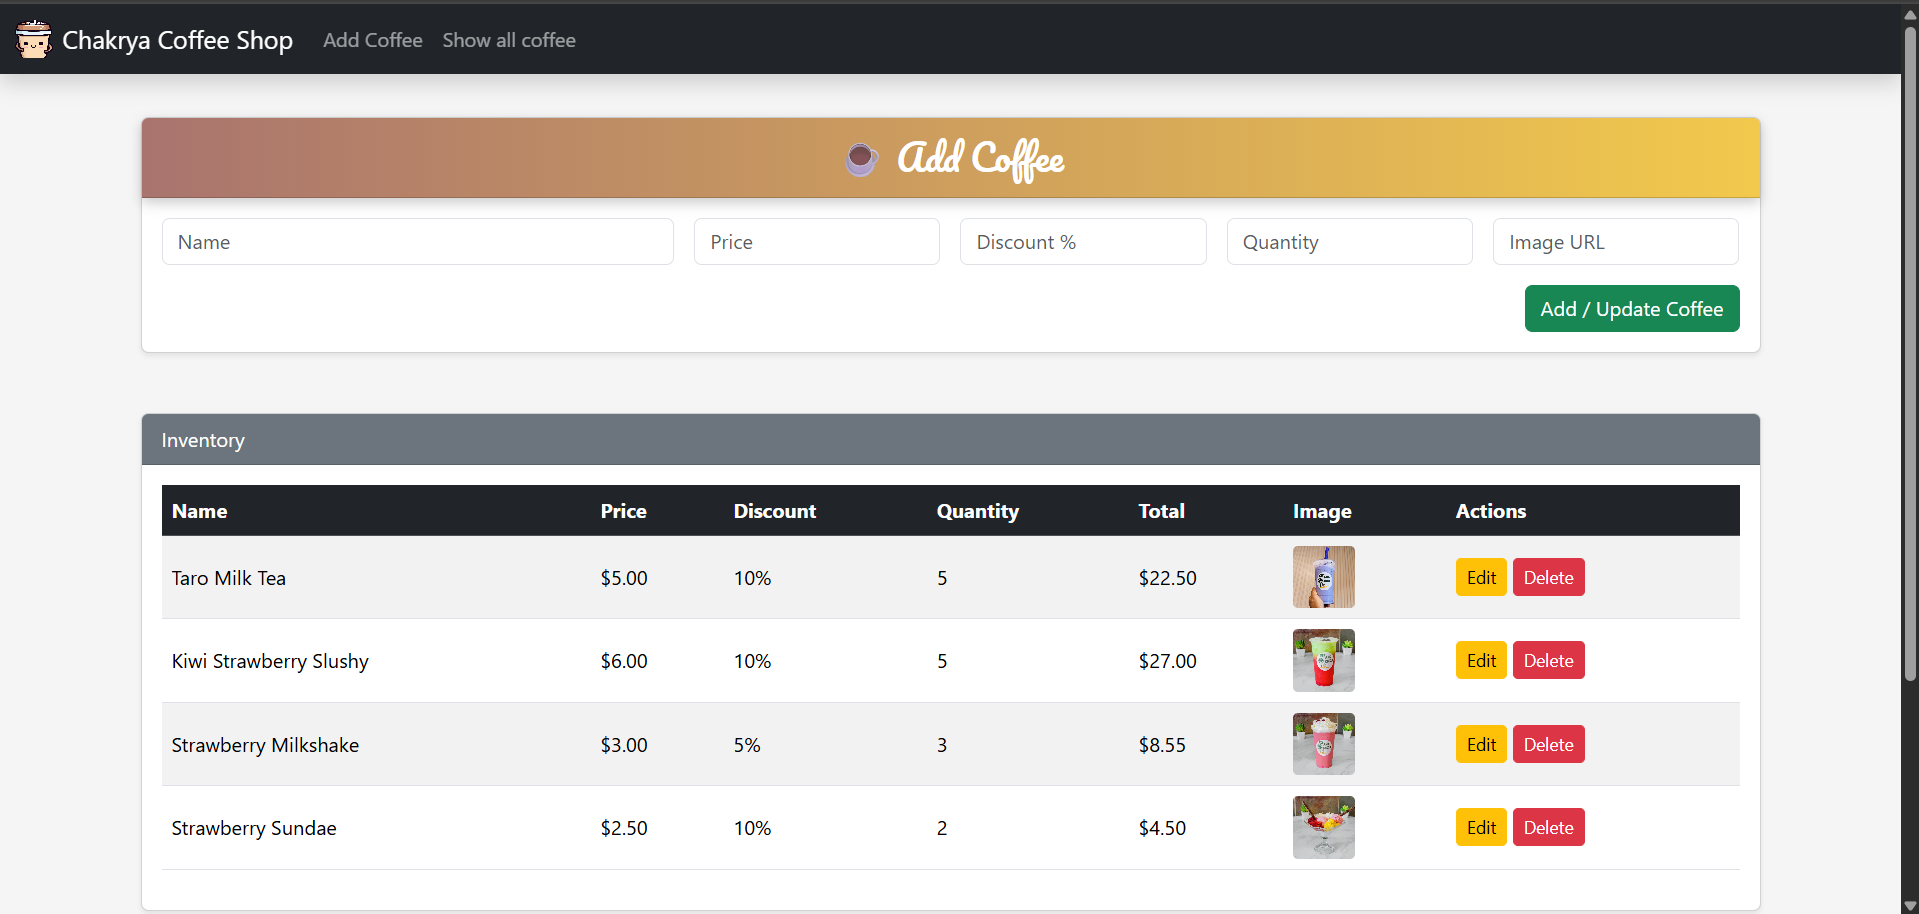 Chakrya Coffee Shop Add Coffee Show all coffee
Add Coffee
Name Price Discount % Quantity Image URL
Add / Update Coffee
Inventory
Name Price Discount Quantity Total Image Actions
Taro Milk Tea $5.00 10% 5 $22.50 Edit Delete
Kiwi Strawberry Slushy $6.00 10% 5 $27.00 Edit Delete
Strawberry Milkshake $3.00 5% 3 $8.55 Edit Delete
Strawberry Sundae $2.50 10% 2 $4.50 Edit Delete